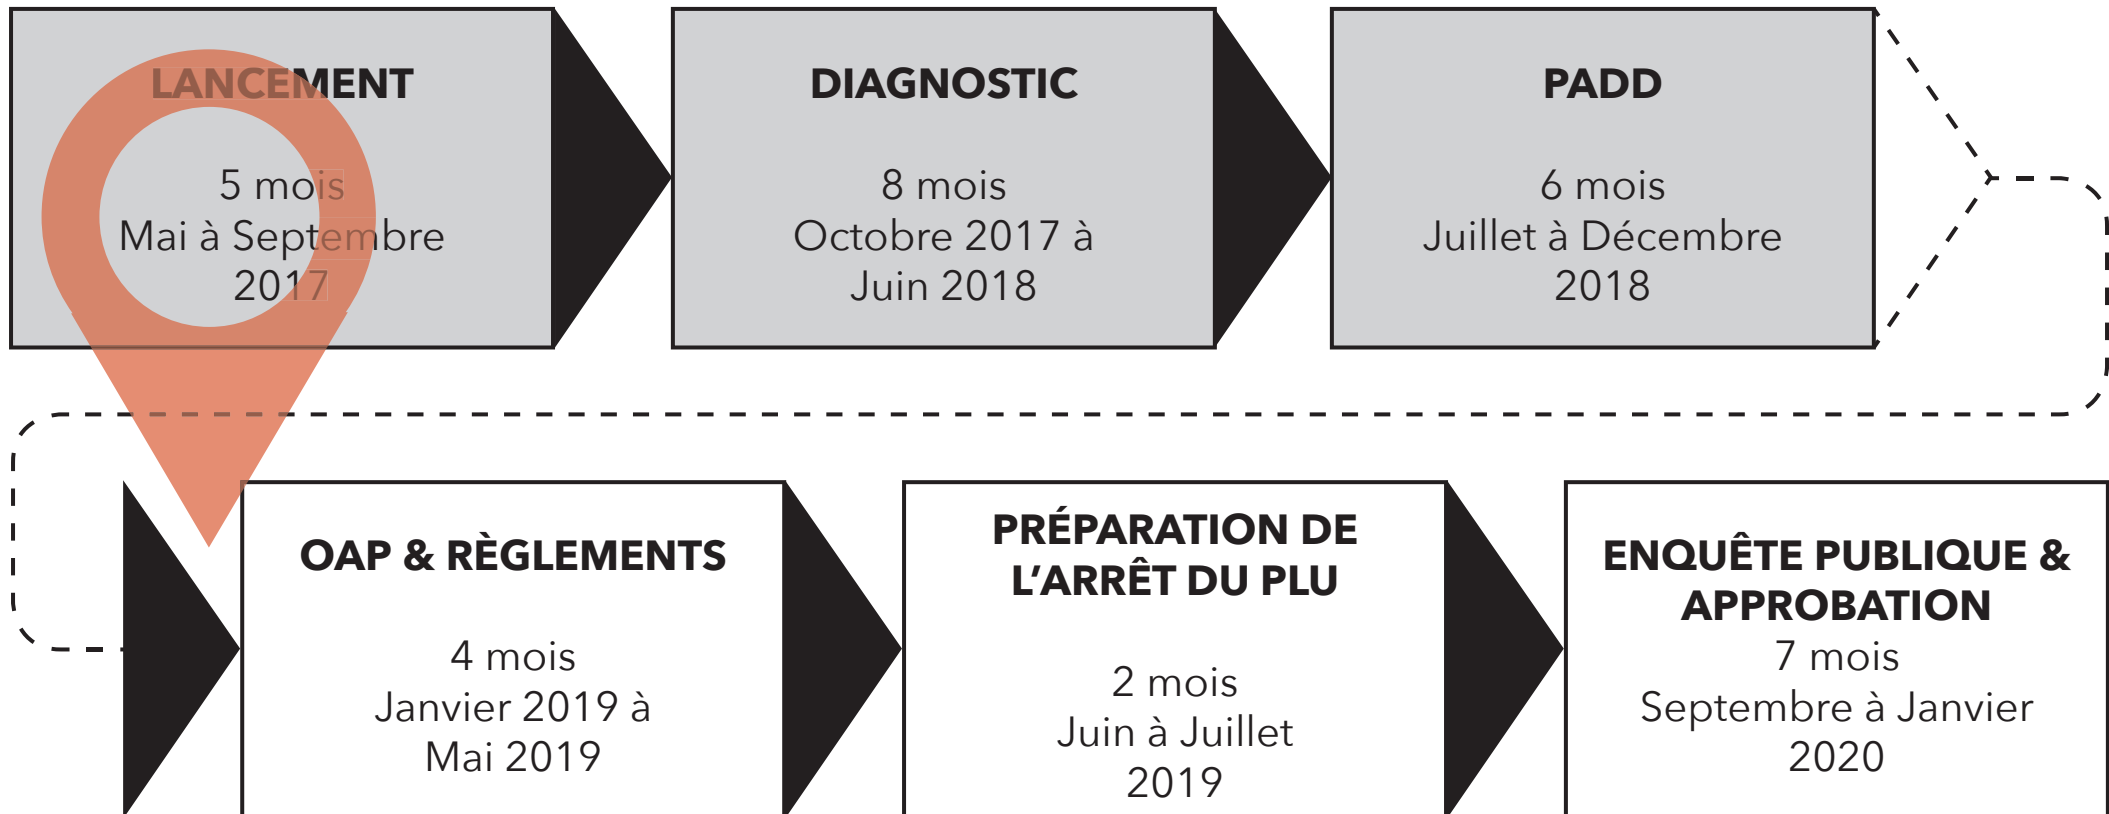 LANCEMENT
5 mois
Mai à Septembre
2017
DIAGNOSTIC
8 mois
Octobre 2017 à
Juin 2018
PADD
6 mois
Juillet à Décembre
2018
OAP & RÈGLEMENTS
4 mois
Janvier 2019 à
Mai 2019
PRÉPARATION DE
L’ARRÊT DU PLU
2 mois
Juin à Juillet
2019
ENQUÊTE PUBLIQUE &
APPROBATION
7 mois
Septembre à Janvier
2020